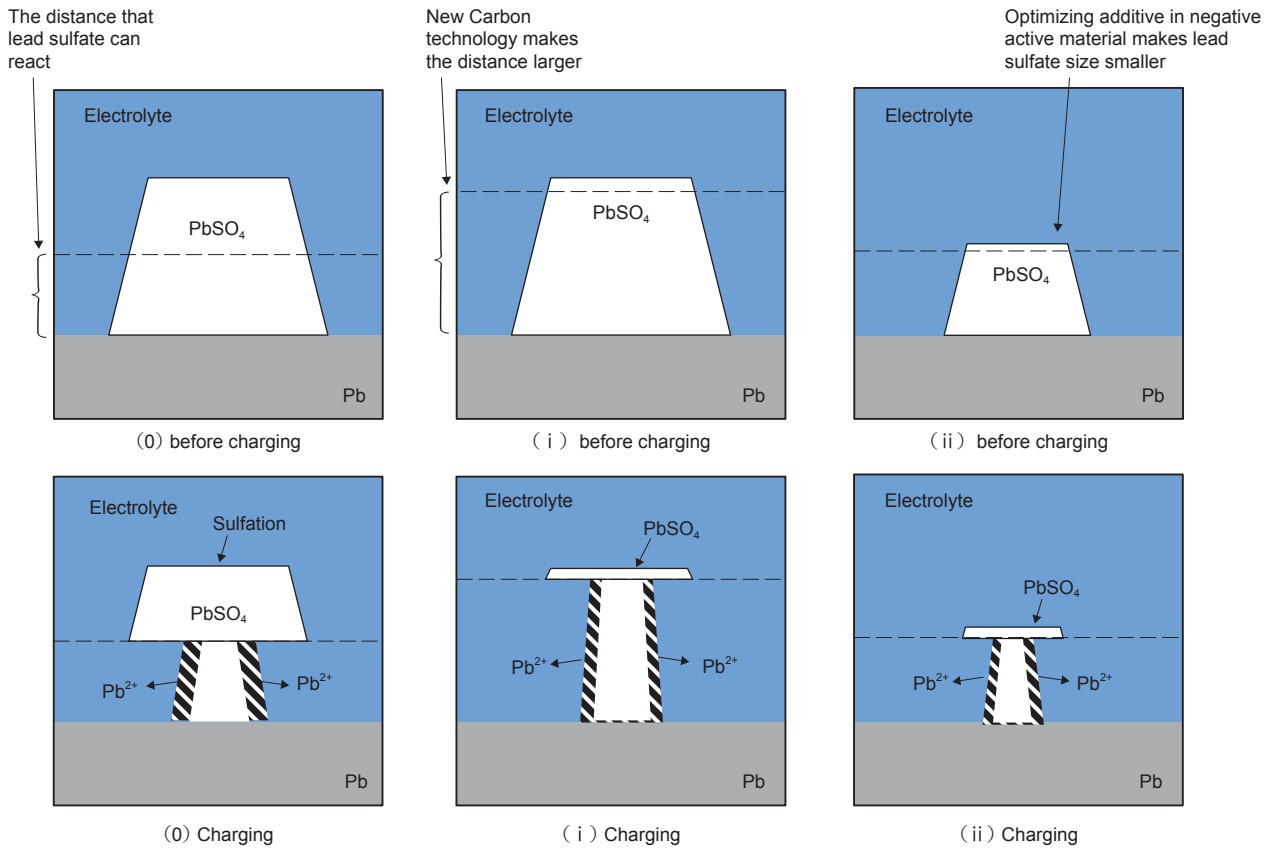 The distance that
lead sulfate can
react
New Carbon
technology makes
the distance larger
Optimizing additive in negative
active material makes lead
sulfate size smaller
Electrolyte
PbSO₄
Pb
Electrolyte
PbSO₄
Electrolyte
PbSO₄
Pb
(0) before charging
(ⅰ) before charging
(ⅱ) before charging
Electrolyte
Sulfation
PbSO₄
Pb²⁺
Pb²⁺
Electrolyte
PbSO₄
Pb²⁺
Pb²⁺
Electrolyte
PbSO₄
Pb²⁺
Pb²⁺
Pb
(0) Charging
(ⅰ) Charging
(ⅱ) Charging